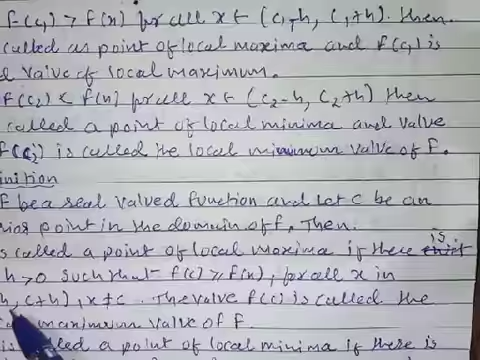 f(c₁) > f(x) for all x ∈ (c₁-h, c₁+h). then
called as point of local maxima and f(c₁) is
value of local maximum.
f(c₂) < f(x) for all x ∈ (c₂-h, c₂+h) then
called a point of local minima and value
f(c₂) is called the local minimum value of f.
inition
f be a real valued function and let c be an
rior point in the domain of f, Then.
s called a point of local maxima if there is
h>0 such that f(c) ≥ f(x), for all x in
h, c+h), x≠c. The value f(c) is called the
maximum value of f.
is called a point of local minima if there is